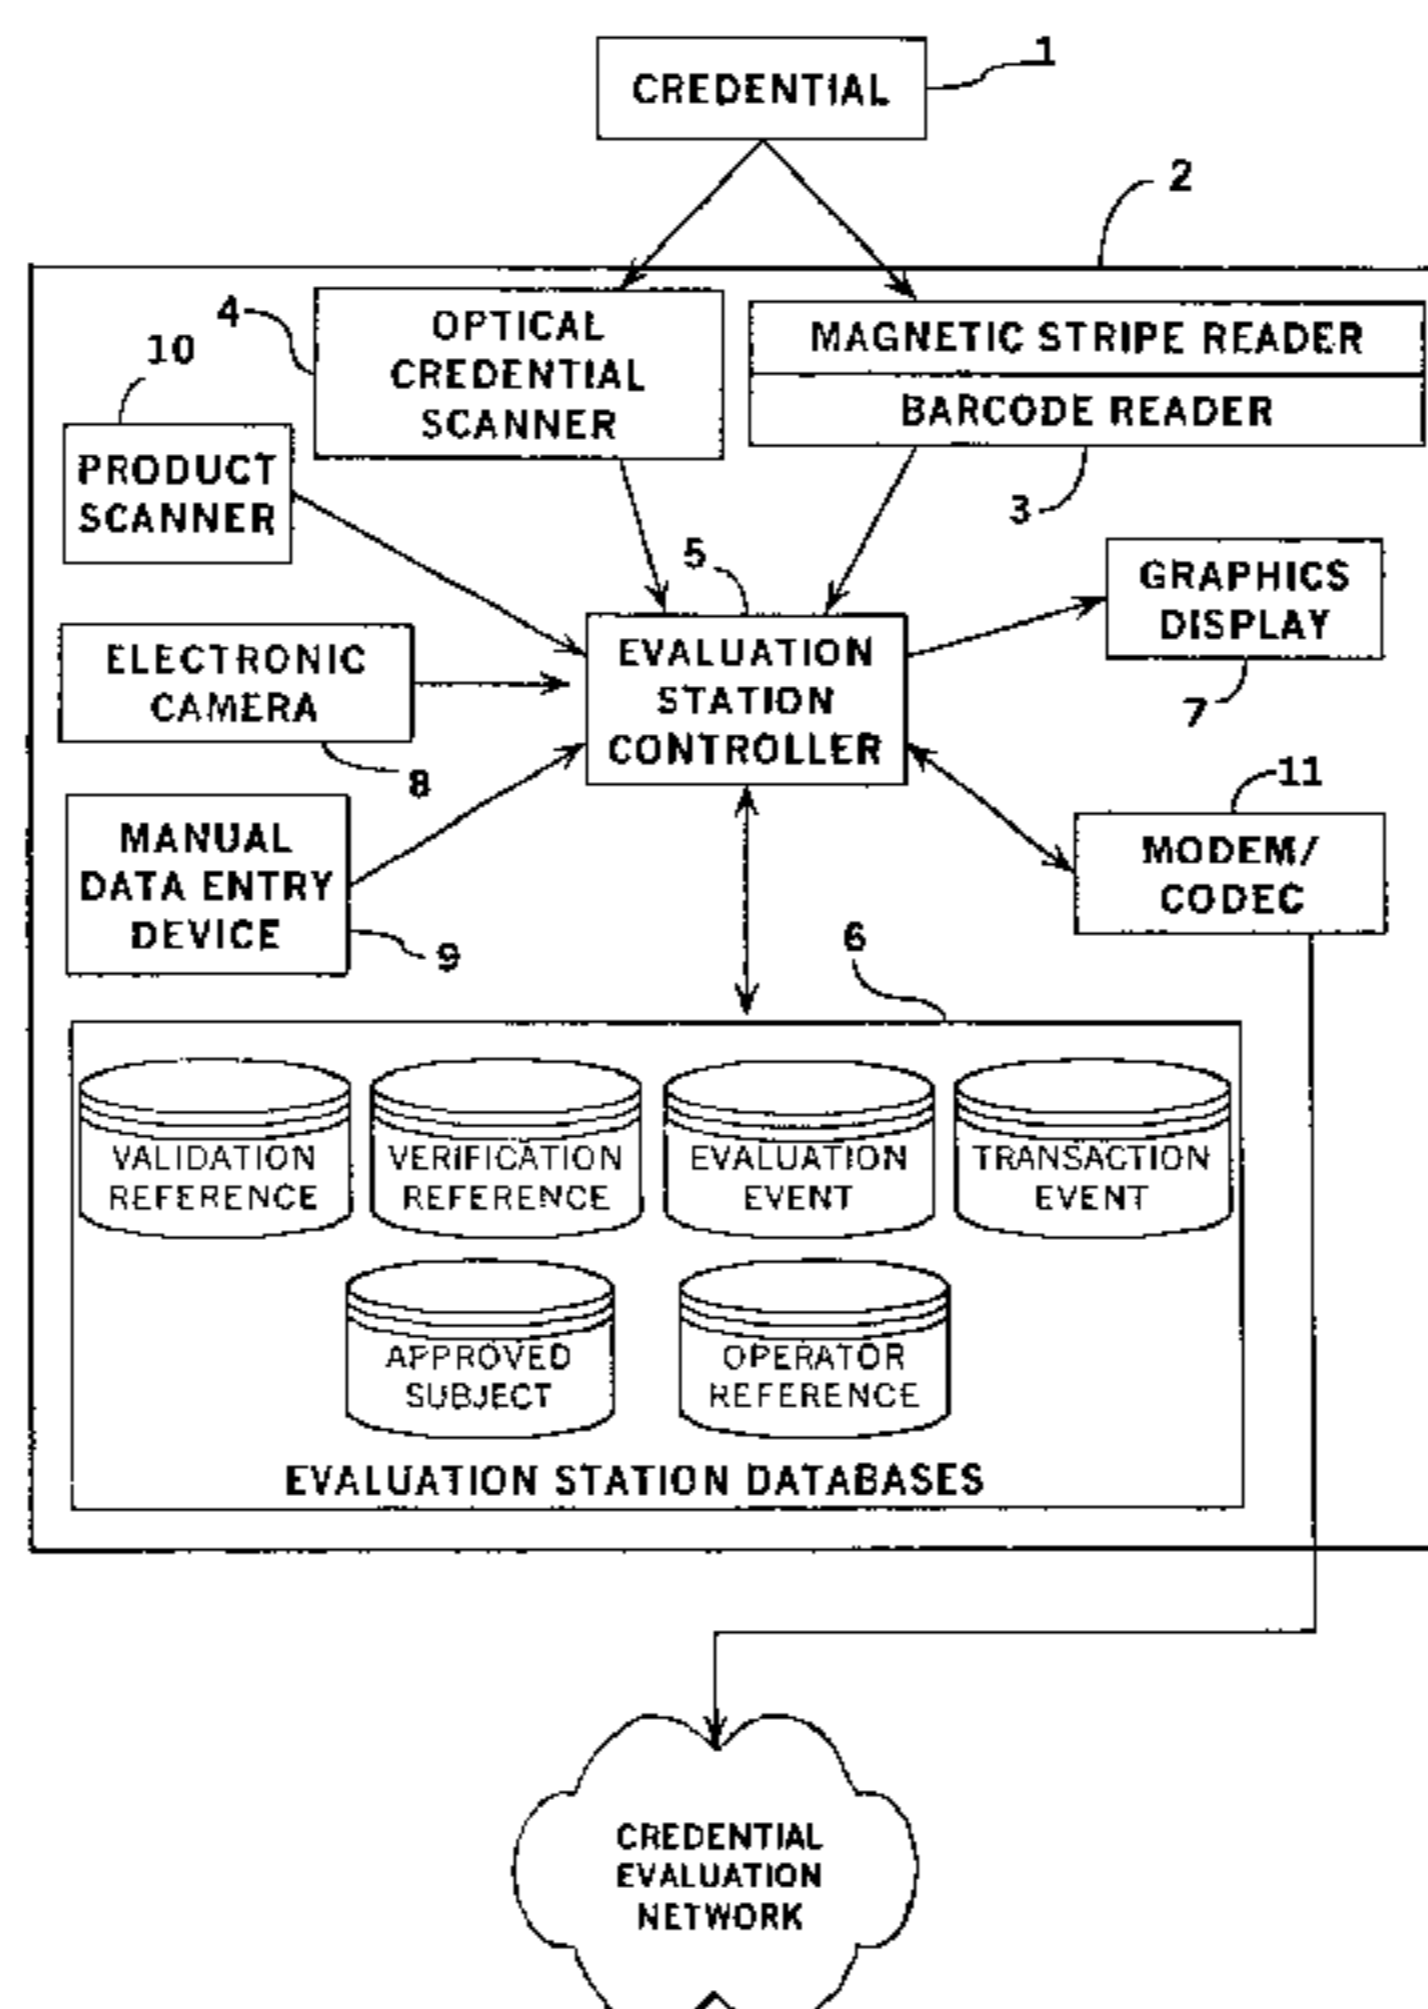 CREDENTIAL
1
2
4
OPTICAL
CREDENTIAL
SCANNER
MAGNETIC STRIPE READER
BARCODE READER
3
10
PRODUCT
SCANNER
5
EVALUATION
STATION
CONTROLLER
GRAPHICS
DISPLAY
7
ELECTRONIC
CAMERA
8
11
MODEM/
CODEC
MANUAL
DATA ENTRY
DEVICE
9
6
VALIDATION
REFERENCE
VERIFICATION
REFERENCE
EVALUATION
EVENT
TRANSACTION
EVENT
APPROVED
SUBJECT
OPERATOR
REFERENCE
EVALUATION STATION DATABASES
CREDENTIAL
EVALUATION
NETWORK